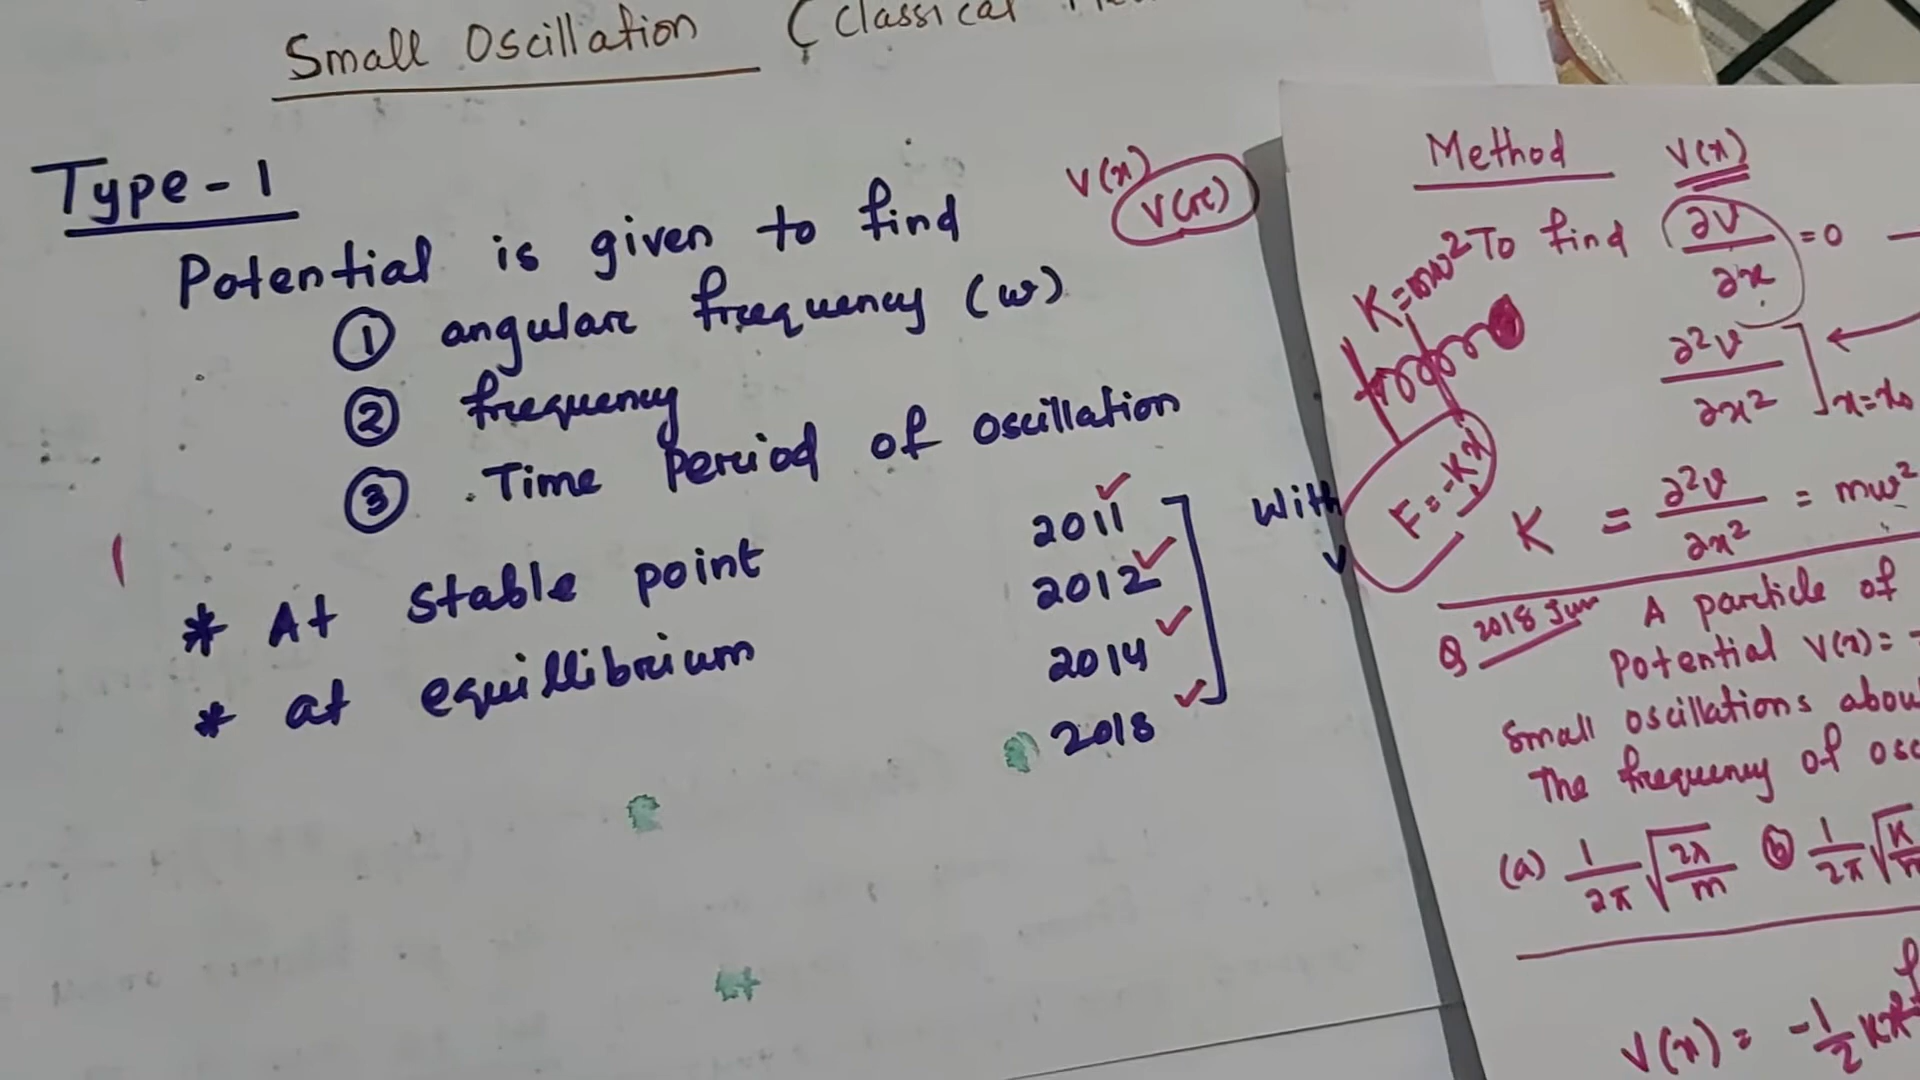 Small Oscillation (Classical
Type-1
Potential is given to find
① angular frequency (ω)
② frequency
③ Time Period of oscillation
* At stable point
* at equillibrium
2011 ✓
2012 ✓
2014 ✓
2018 ✓
With
V(x)
V(r)
Method V(x)
K=mω² To find ∂V/∂x = 0
∂²V/∂x² ]x=x₀
F=-Kx
K = ∂²V/∂x² = mω²
Q 2018 Jun A particle of
Potential V(x)=
Small oscillations abou
The frequency of osc
(a) 1/2π √2λ/m ⓑ 1/2π √K/m
V(x) = -1/2 Kx²